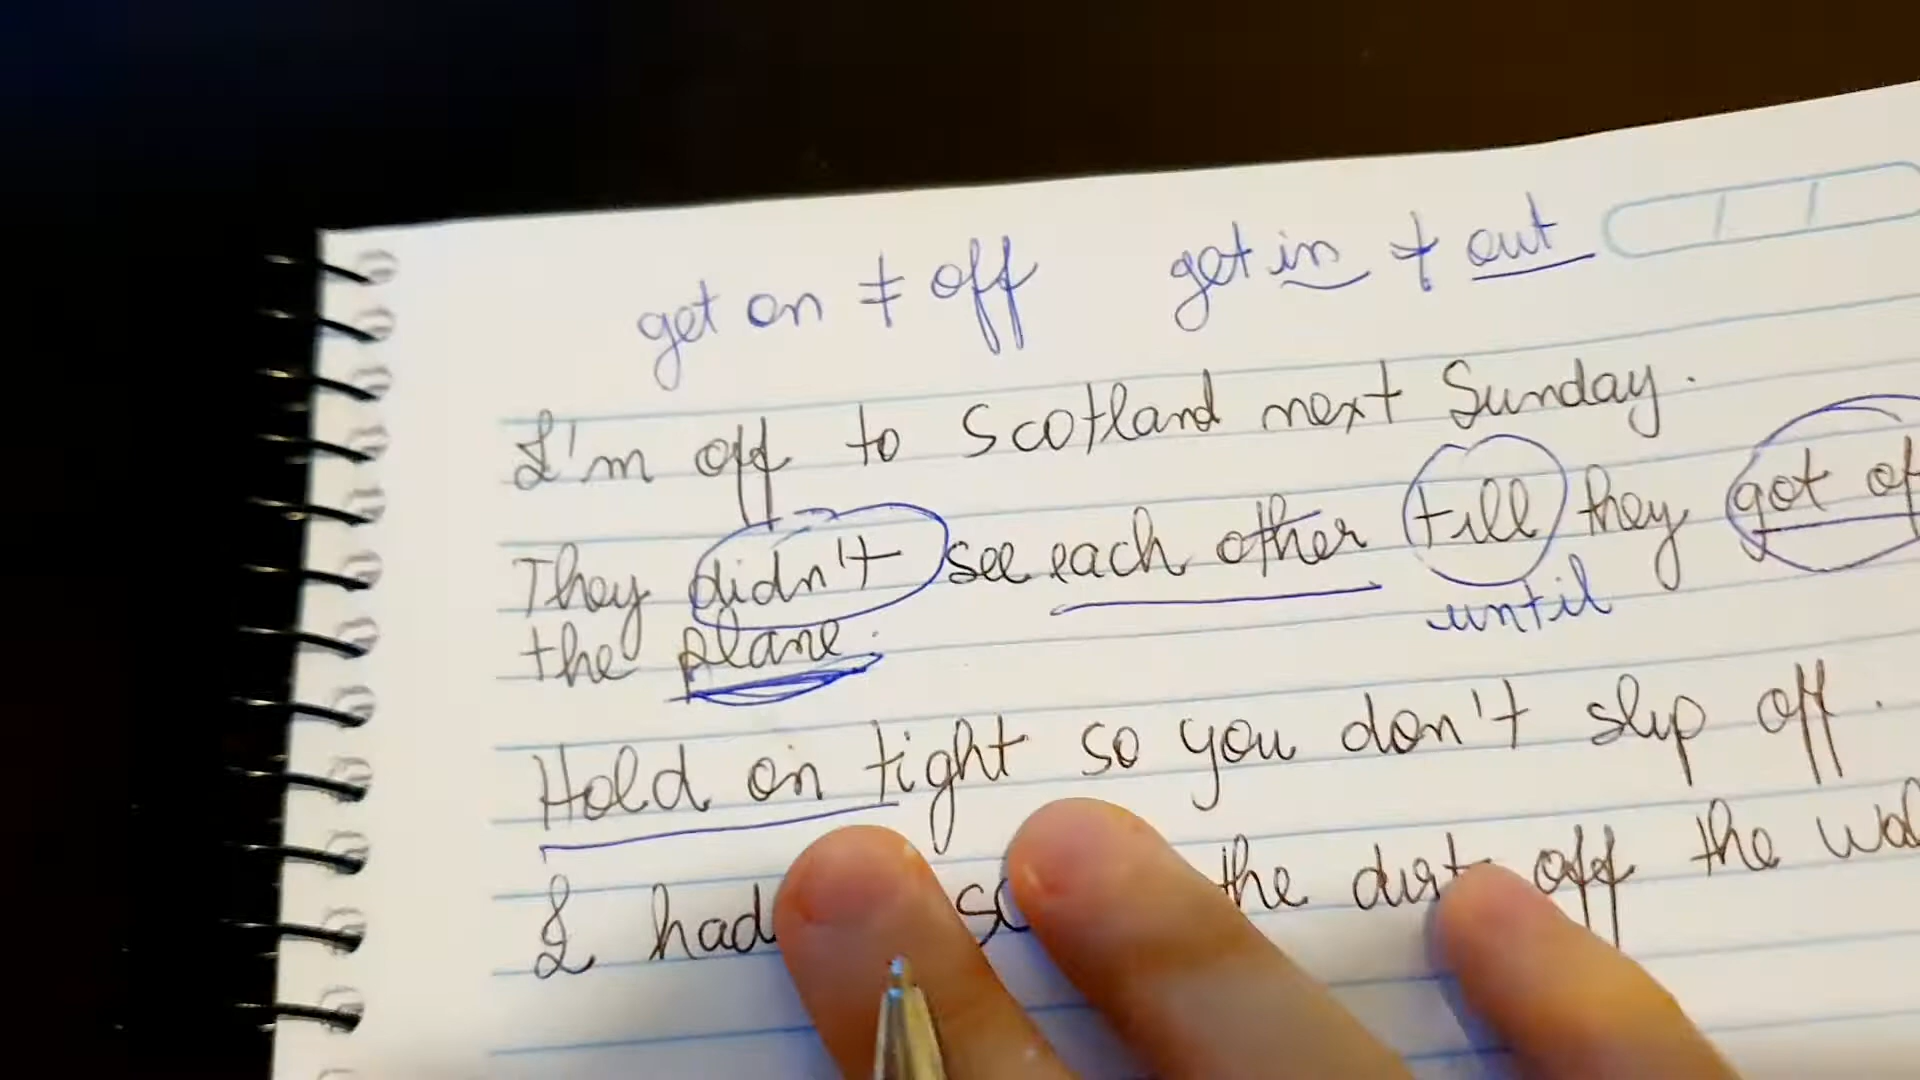 get on ≠ off get in ≠ out
I'm off to Scotland next Sunday.
They didn't see each other till they got of
until
the plane.
Hold on tight so you don't slip off.
I had the dirt off the